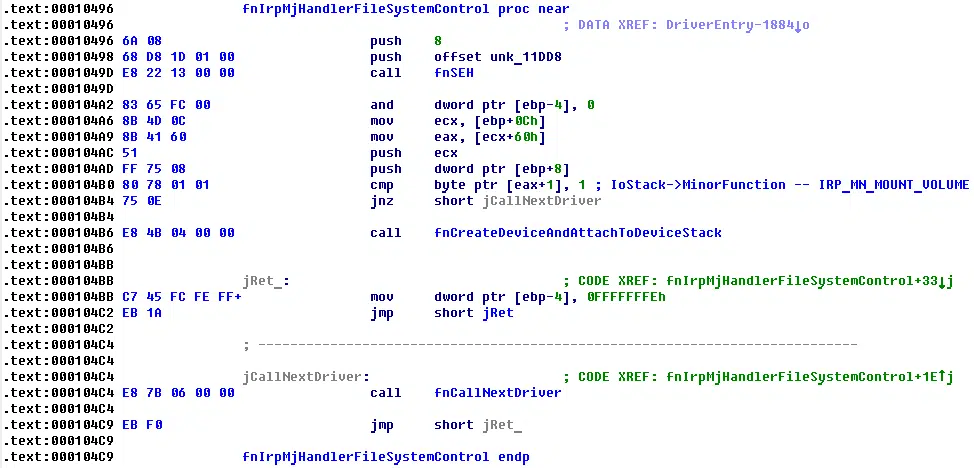 .text:00010496 fnIrpMjHandlerFileSystemControl proc near
.text:00010496 ; DATA XREF: DriverEntry-1884↓o
.text:00010496 6A 08 push 8
.text:00010498 68 D8 1D 01 00 push offset unk_11DD8
.text:0001049D E8 22 13 00 00 call fnSEH
.text:0001049D
.text:000104A2 83 65 FC 00 and dword ptr [ebp-4], 0
.text:000104A6 8B 4D 0C mov ecx, [ebp+0Ch]
.text:000104A9 8B 41 60 mov eax, [ecx+60h]
.text:000104AC 51 push ecx
.text:000104AD FF 75 08 push dword ptr [ebp+8]
.text:000104B0 80 78 01 01 cmp byte ptr [eax+1], 1 ; IoStack->MinorFunction -- IRP_MN_MOUNT_VOLUME
.text:000104B4 75 0E jnz short jCallNextDriver
.text:000104B4
.text:000104B6 E8 4B 04 00 00 call fnCreateDeviceAndAttachToDeviceStack
.text:000104B6
.text:000104BB
.text:000104BB jRet_: ; CODE XREF: fnIrpMjHandlerFileSystemControl+33↓j
.text:000104BB C7 45 FC FE FF+ mov dword ptr [ebp-4], 0FFFFFFFEh
.text:000104C2 EB 1A jmp short jRet
.text:000104C2
.text:000104C4 ; ---------------------------------------------------------------------------
.text:000104C4
.text:000104C4 jCallNextDriver: ; CODE XREF: fnIrpMjHandlerFileSystemControl+1E↑j
.text:000104C4 E8 7B 06 00 00 call fnCallNextDriver
.text:000104C4
.text:000104C9 EB F0 jmp short jRet_
.text:000104C9
.text:000104C9 fnIrpMjHandlerFileSystemControl endp